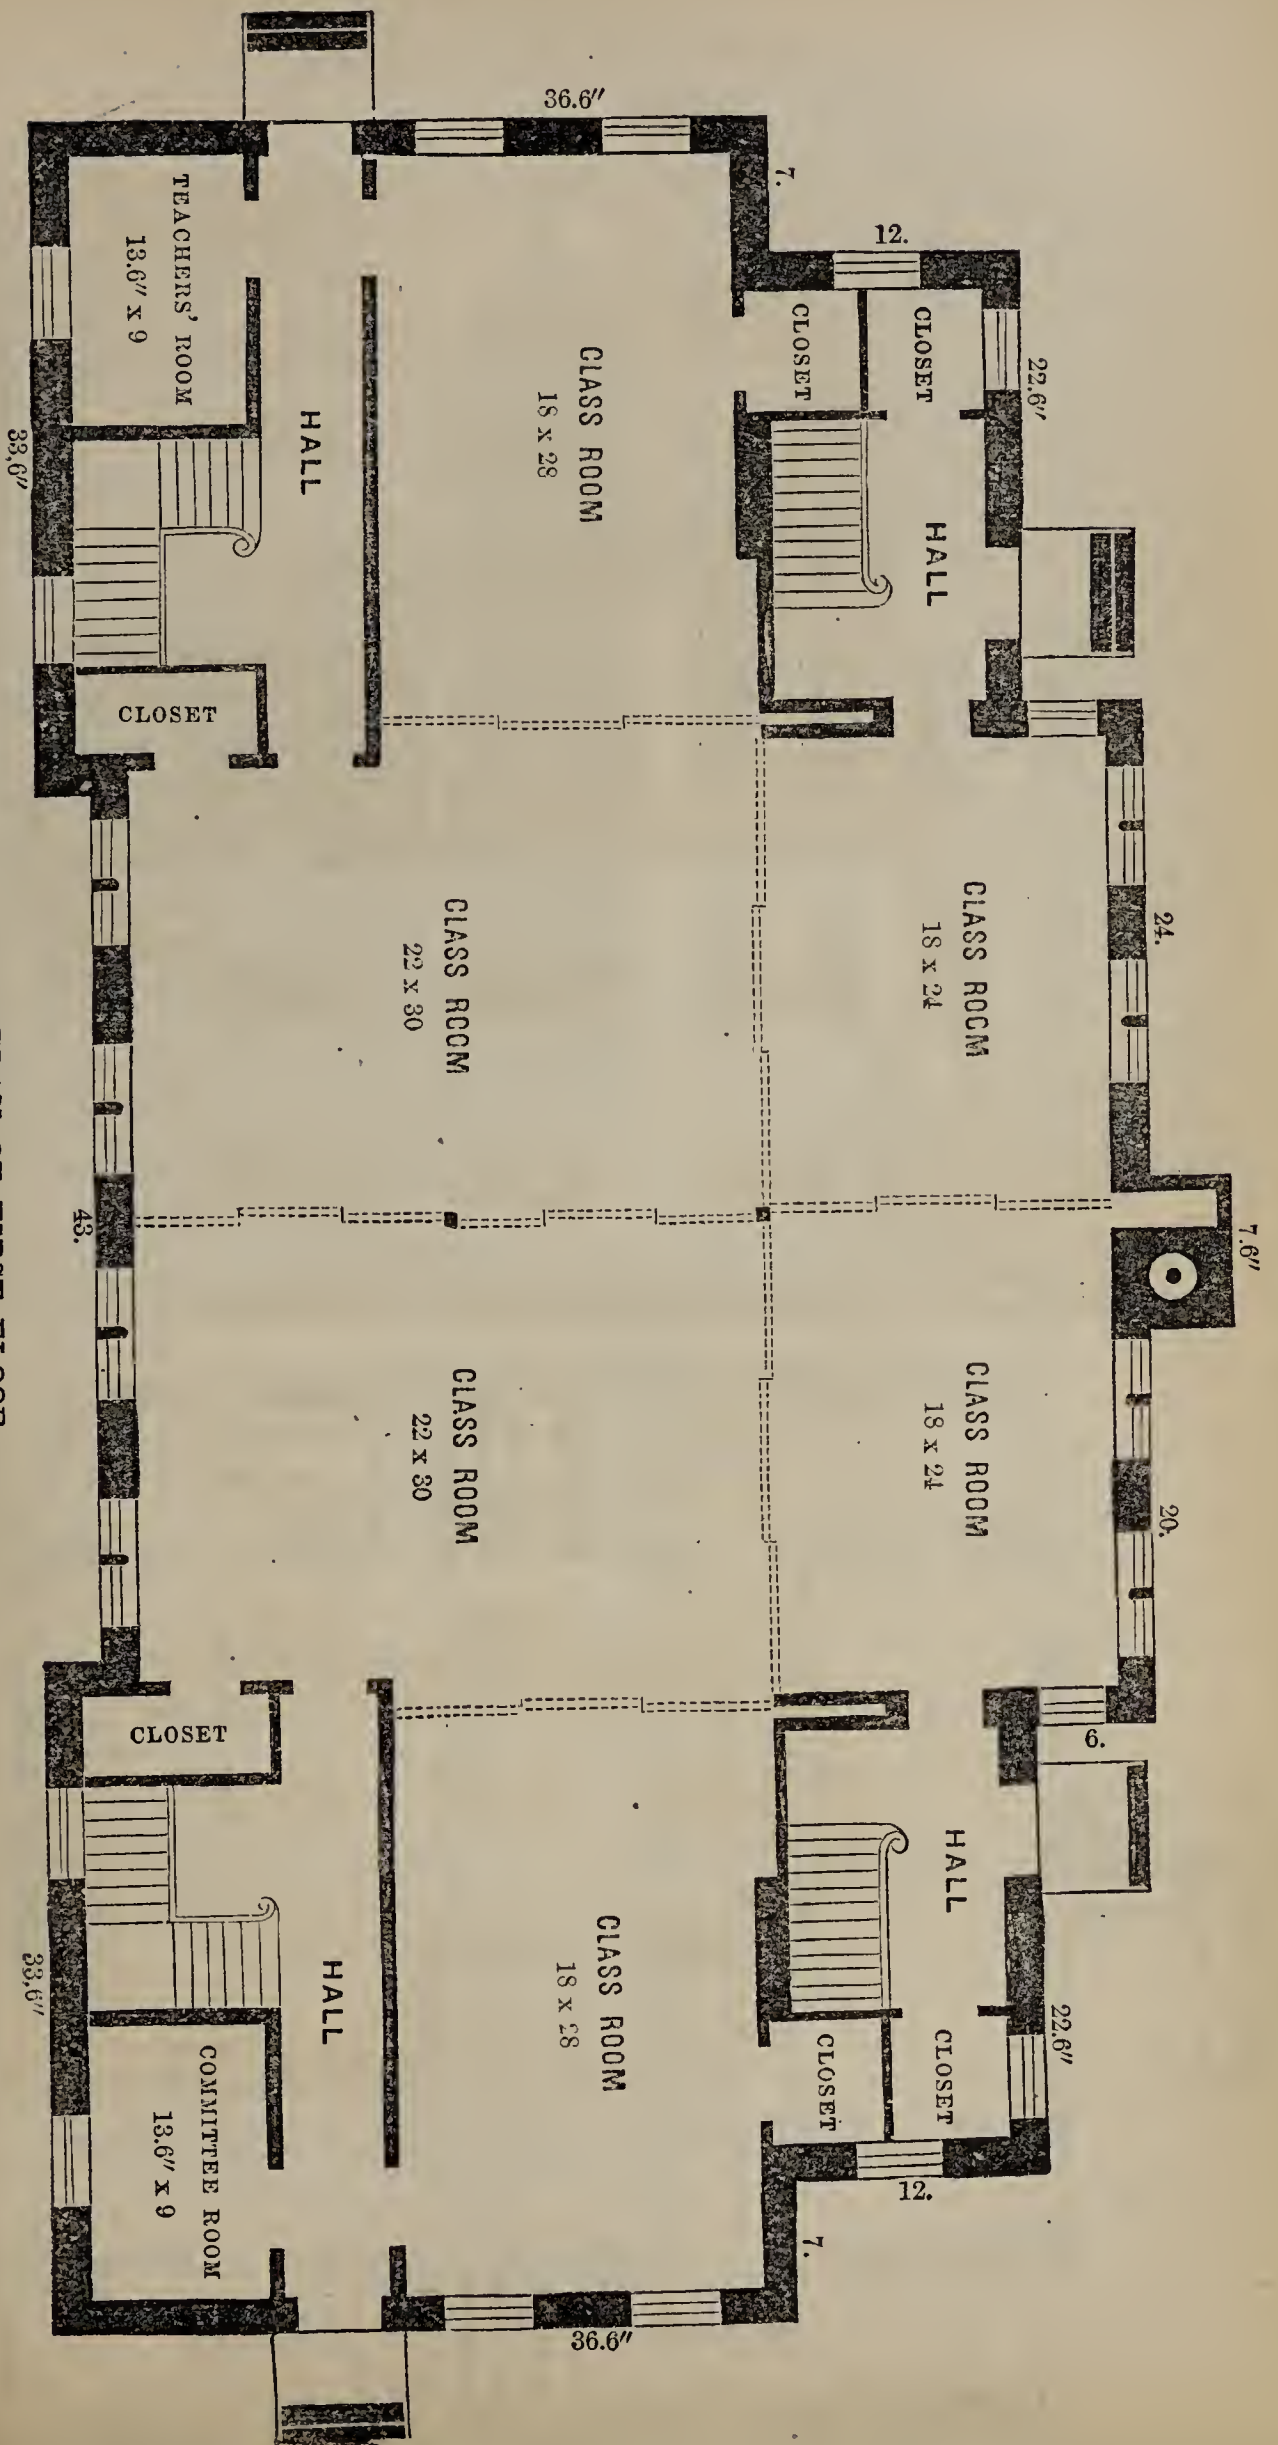 36.6″
7.
12.
22.6″
24.
7.6″
20.
6.
22.6″
12.
7.
36.6″
33.6″
43.
33.6″
TEACHERS' ROOM
13.6″ x 9
HALL
CLASS ROOM
18 x 28
CLOSET
CLOSET
HALL
CLOSET
CLASS ROOM
22 x 30
CLASS ROOM
18 x 24
CLASS ROOM
22 x 30
CLASS ROOM
18 x 24
CLOSET
HALL
CLASS ROOM
18 x 28
HALL
CLOSET
CLOSET
COMMITTEE ROOM
13.6″ x 9